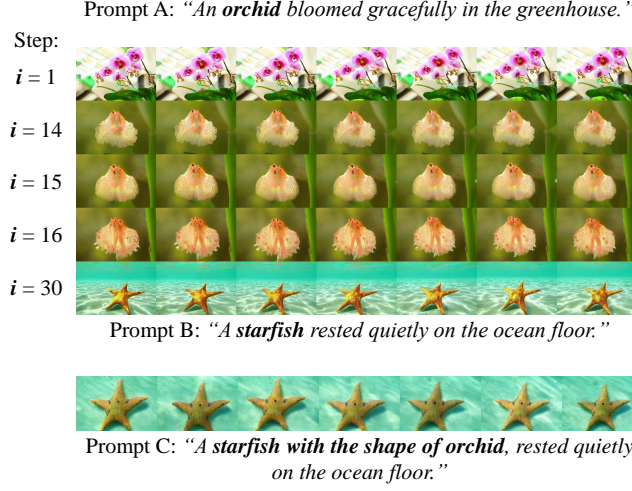 Prompt A: “An orchid bloomed gracefully in the greenhouse.”
Step:
i = 1
i = 14
i = 15
i = 16
i = 30
Prompt B: “A starfish rested quietly on the ocean floor.”
Prompt C: “A starfish with the shape of orchid, rested quietly
on the ocean floor.”